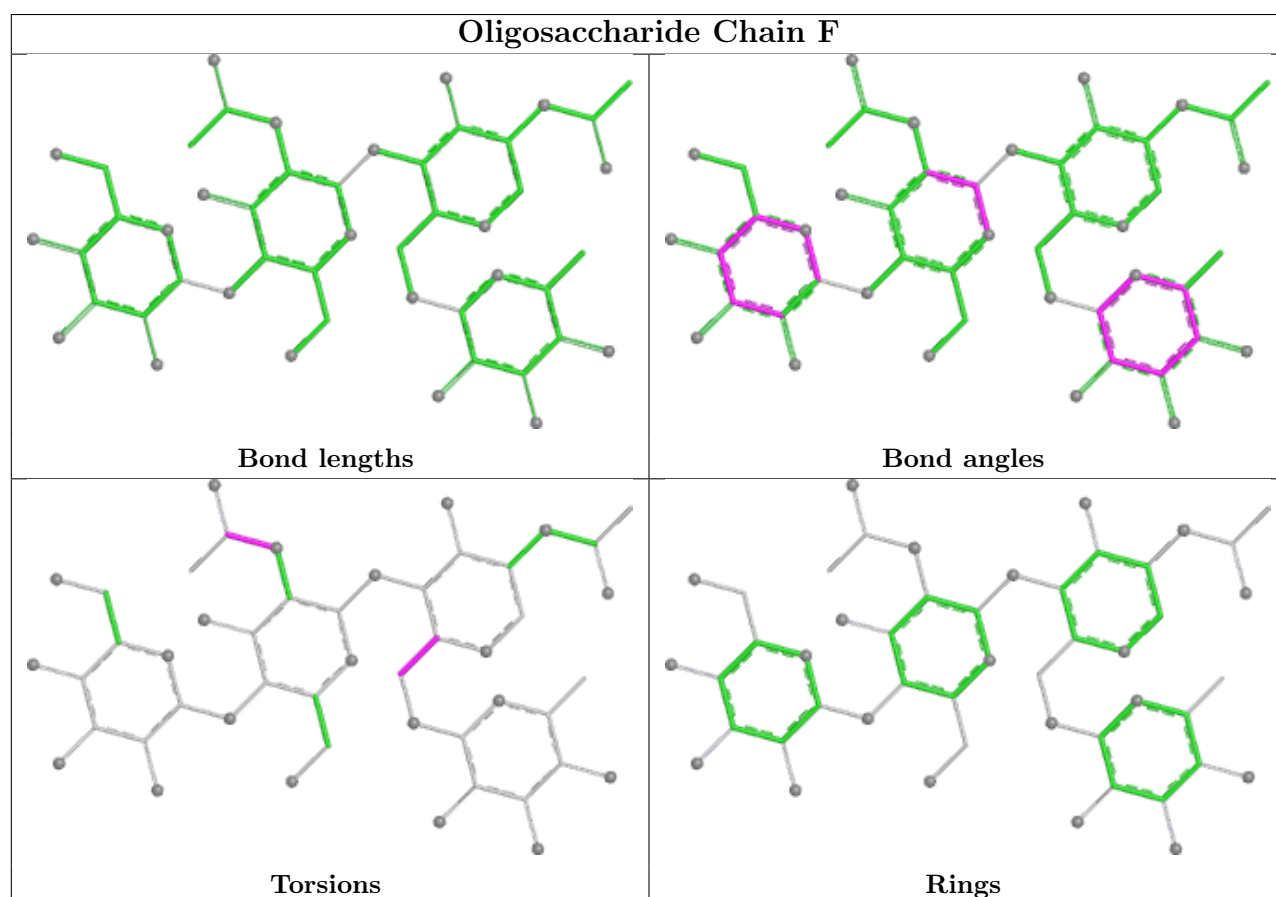 Oligosaccharide Chain F
Bond lengths
Bond angles
Torsions
Rings